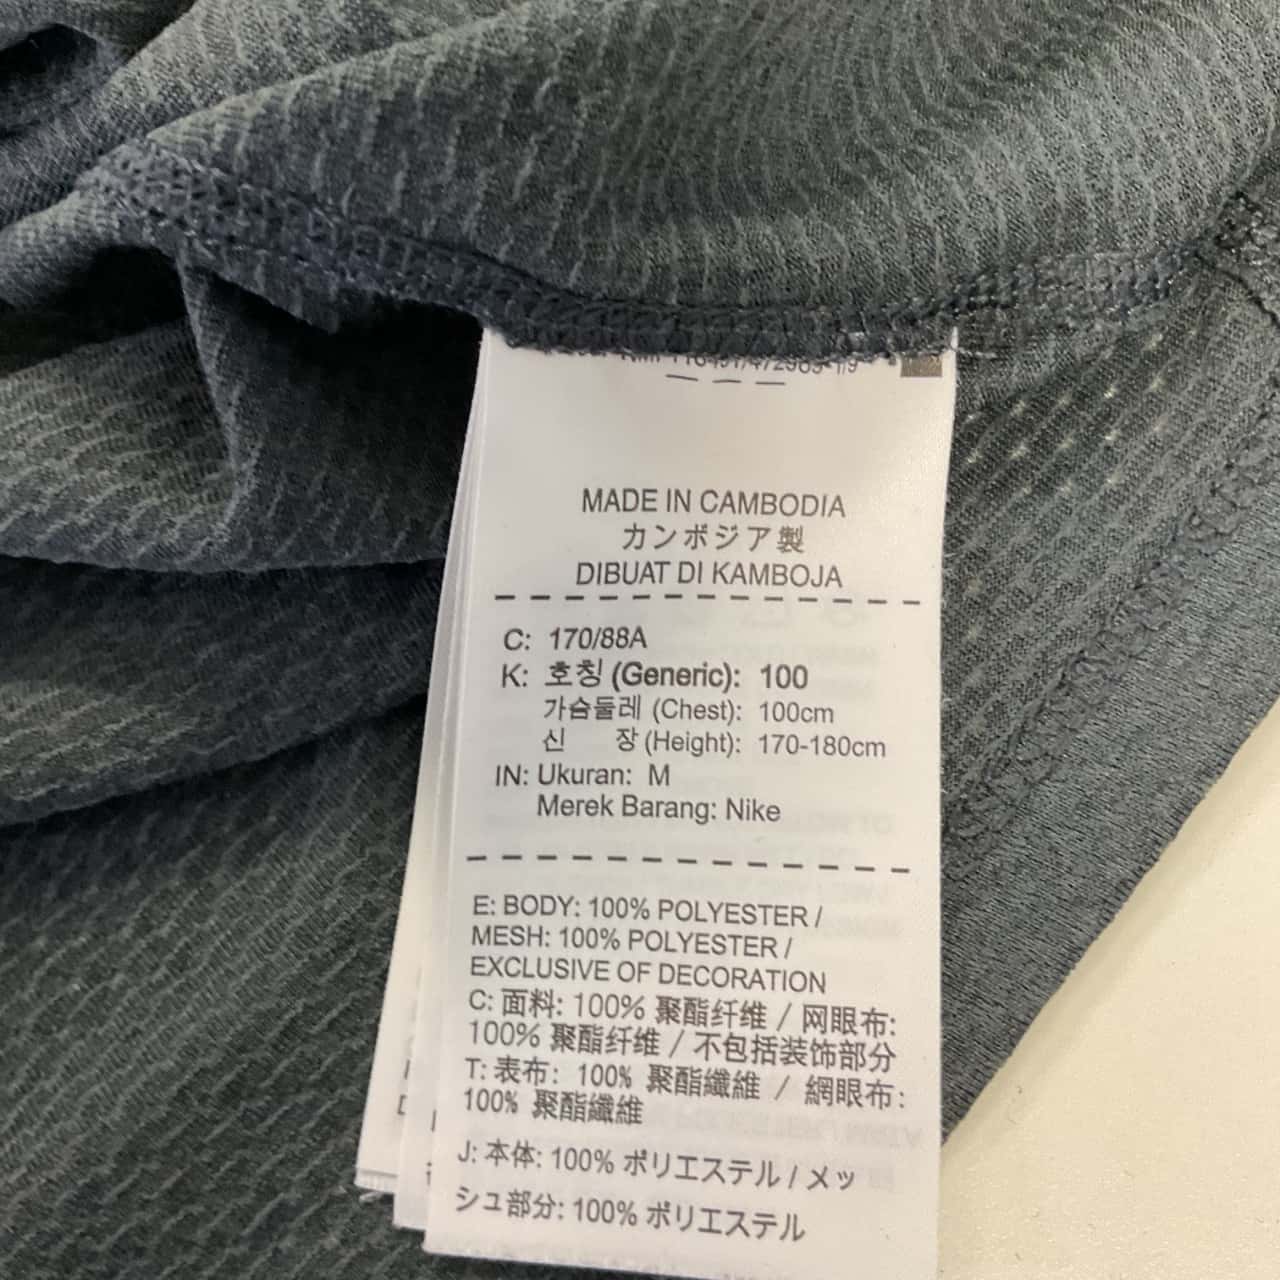 MADE IN CAMBODIA
カンボジア製
DIBUAT DI KAMBOJA
C: 170/88A
K: 호칭 (Generic): 100
가슴둘레 (Chest): 100cm
신 장 (Height): 170-180cm
IN: Ukuran: M
Merek Barang: Nike
E: BODY: 100% POLYESTER /
MESH: 100% POLYESTER /
EXCLUSIVE OF DECORATION
C: 面料: 100% 聚酯纤维 / 网眼布:
100% 聚酯纤维 / 不包括装饰部分
T: 表布: 100% 聚酯纖維 / 網眼布:
100% 聚酯纖維
J: 本体: 100% ポリエステル / メッ
シュ部分: 100% ポリエステル